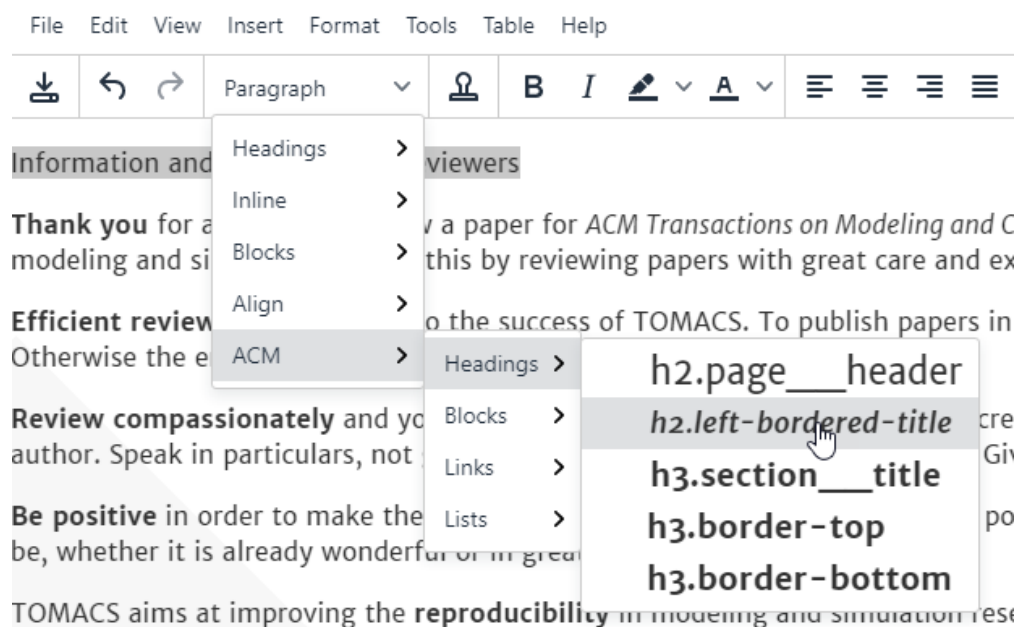 File Edit View Insert Format Tools Table Help
Paragraph B I A
Headings
Information and viewers
Inline
Thank you for a w a paper for ACM Transactions on Modeling and C
Blocks
modeling and si this by reviewing papers with great care and ex
Align
Efficient review o the success of TOMACS. To publish papers in
ACM
Otherwise the e
Headings
h2.page__header
Blocks
h2.left-bordered-title
Review compassionately and yo cre
author. Speak in particulars, not Giv
Links
h3.section__title
Lists
h3.border-top
Be positive in order to make the po
be, whether it is already wonderful or in grea
h3.border-bottom
TOMACS aims at improving the reproducibility in modeling and simulation rese